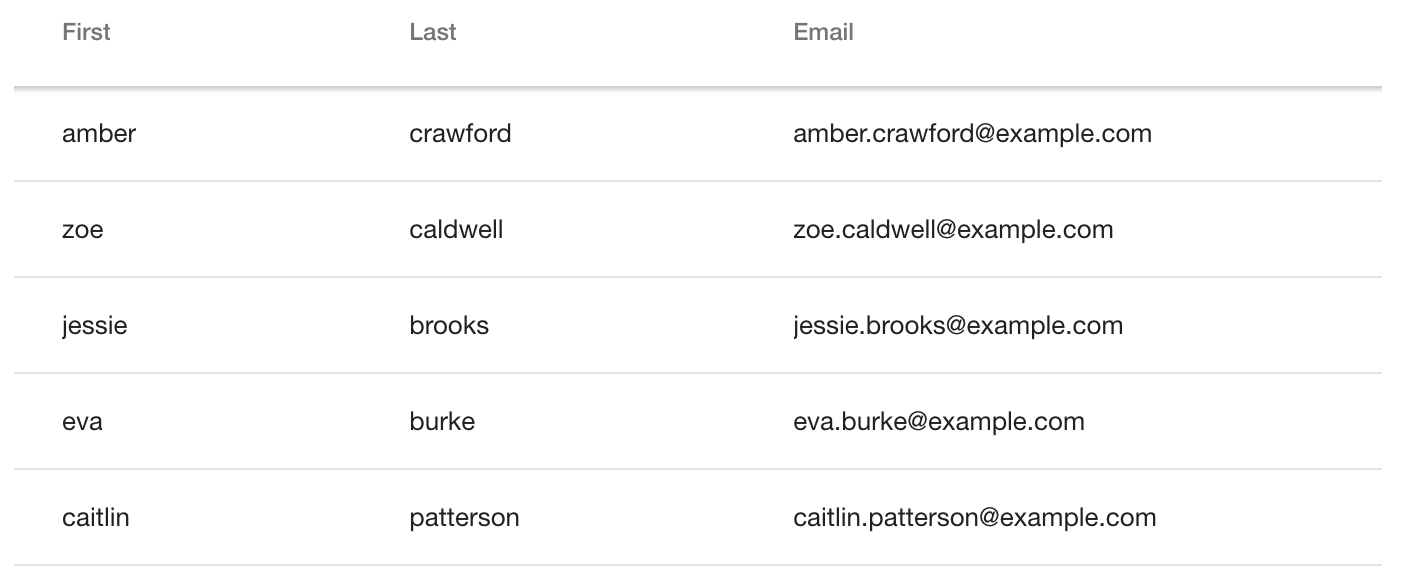 First Last Email
amber crawford amber.crawford@example.com
zoe caldwell zoe.caldwell@example.com
jessie brooks jessie.brooks@example.com
eva burke eva.burke@example.com
caitlin patterson caitlin.patterson@example.com